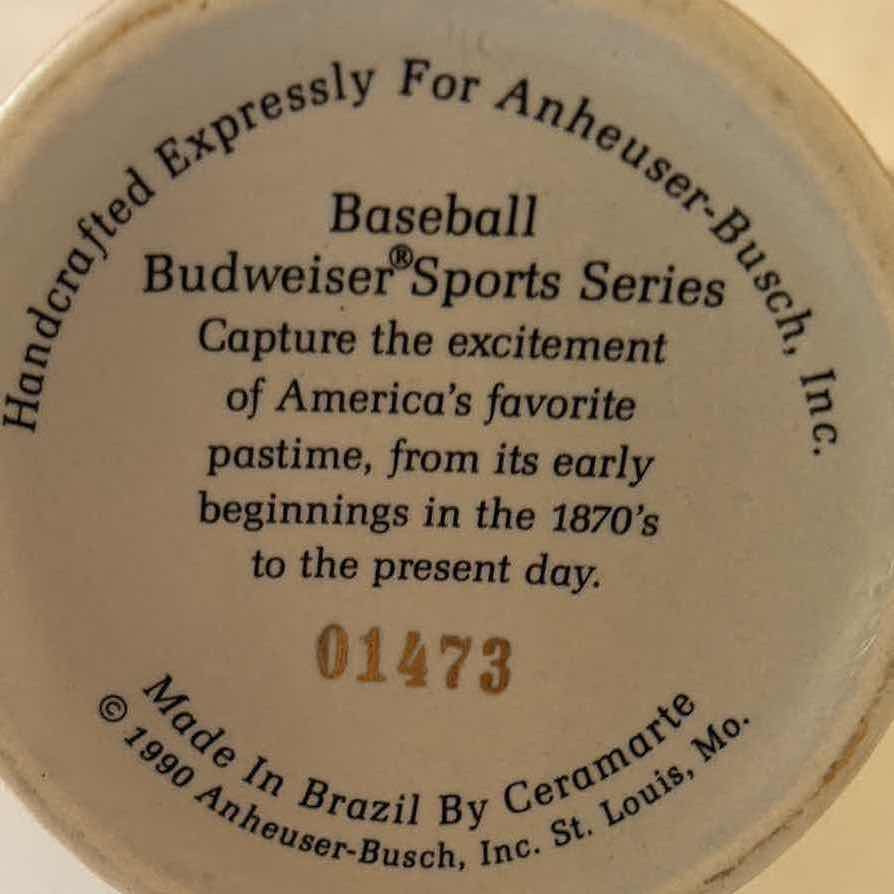 Handcrafted Expressly For Anheuser-Busch, Inc.
Baseball
Budweiser® Sports Series
Capture the excitement
of America's favorite
pastime, from its early
beginnings in the 1870's
to the present day.
01473
Made In Brazil By Ceramarte
© 1990 Anheuser-Busch, Inc. St. Louis, Mo.